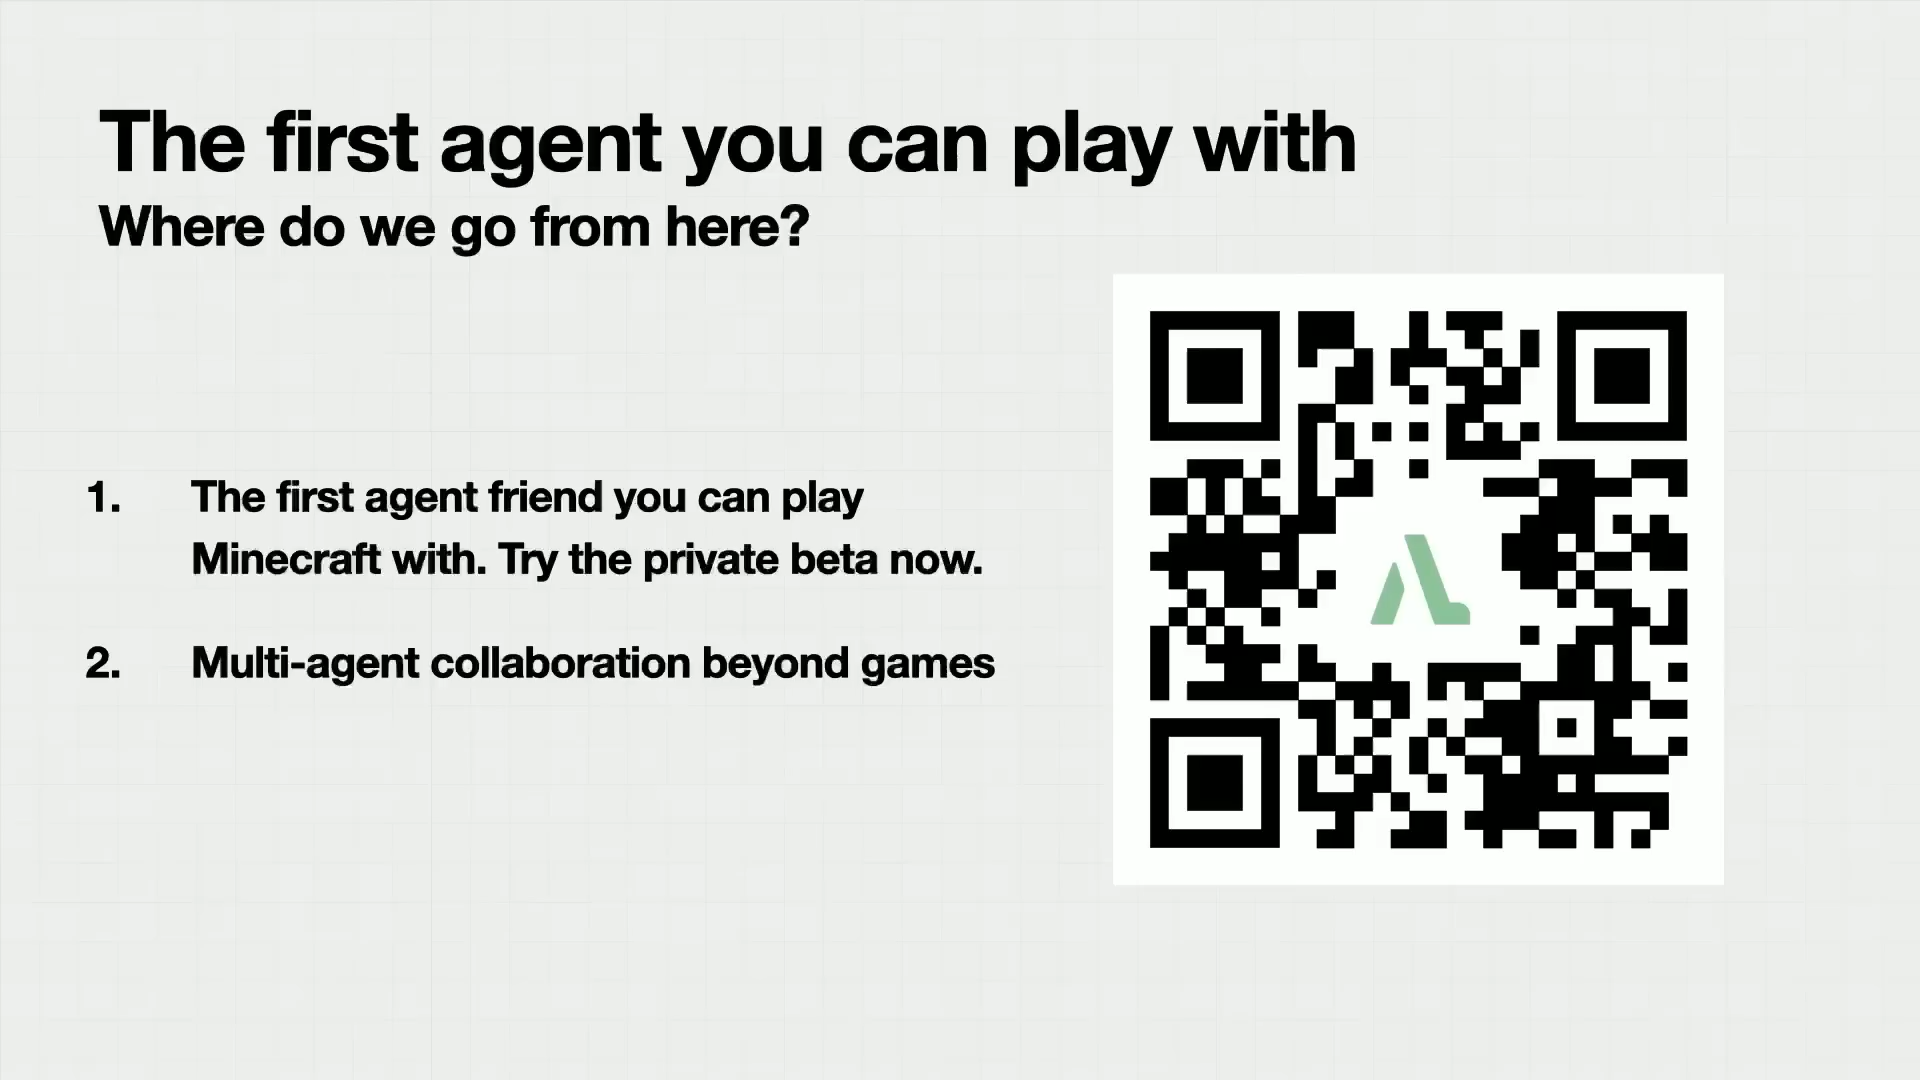 The first agent you can play with
Where do we go from here?
1. The first agent friend you can play
Minecraft with. Try the private beta now.
2. Multi-agent collaboration beyond games